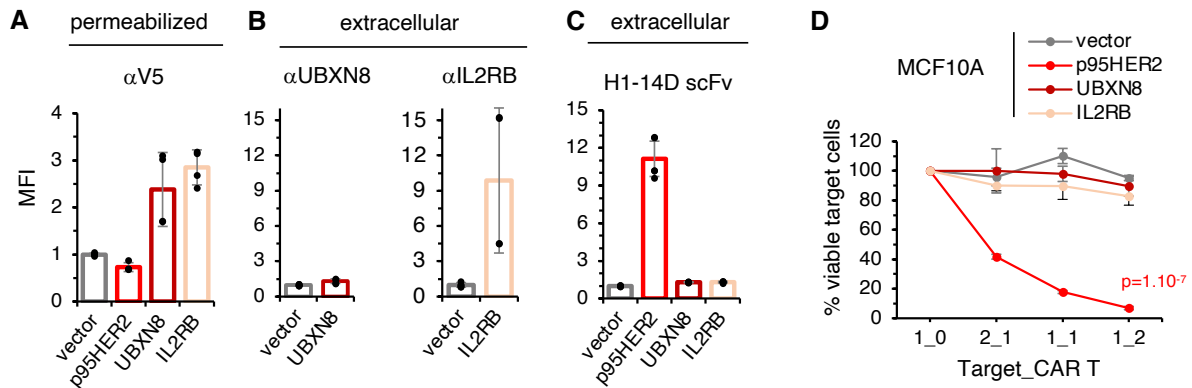 A permeabilized
αV5
MFI
4
3
2
1
0
vector
p95HER2
UBXN8
IL2RB
B extracellular
αUBXN8
15
12
9
6
3
0
vector
UBXN8
αIL2RB
15
12
9
6
3
0
vector
IL2RB
C extracellular
H1-14D scFv
15
12
9
6
3
0
vector
p95HER2
UBXN8
IL2RB
D
MCF10A
vector
p95HER2
UBXN8
IL2RB
% viable target cells
120
100
80
60
40
20
0
p=1.10-7
1_0 2_1 1_1 1_2
Target_CAR T